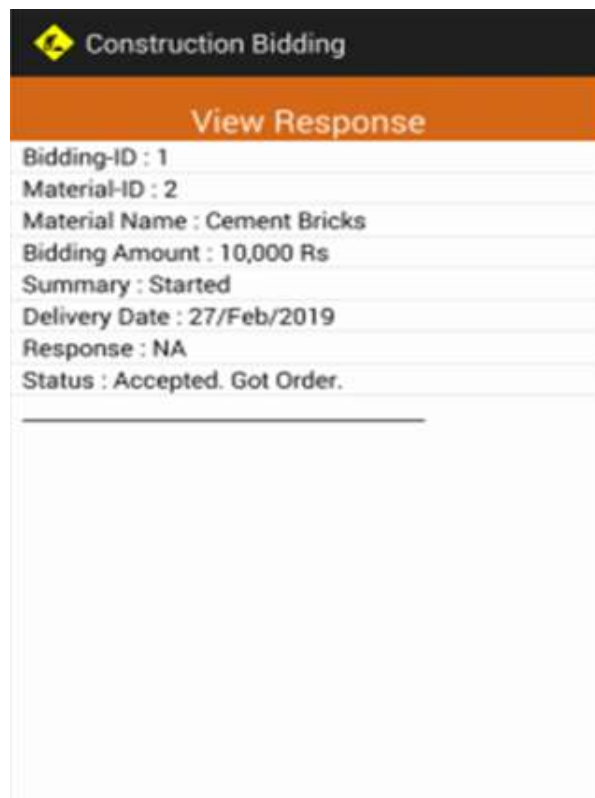 Construction Bidding
View Response
Bidding-ID : 1
Material-ID : 2
Material Name : Cement Bricks
Bidding Amount : 10,000 Rs
Summary : Started
Delivery Date : 27/Feb/2019
Response : NA
Status : Accepted. Got Order.